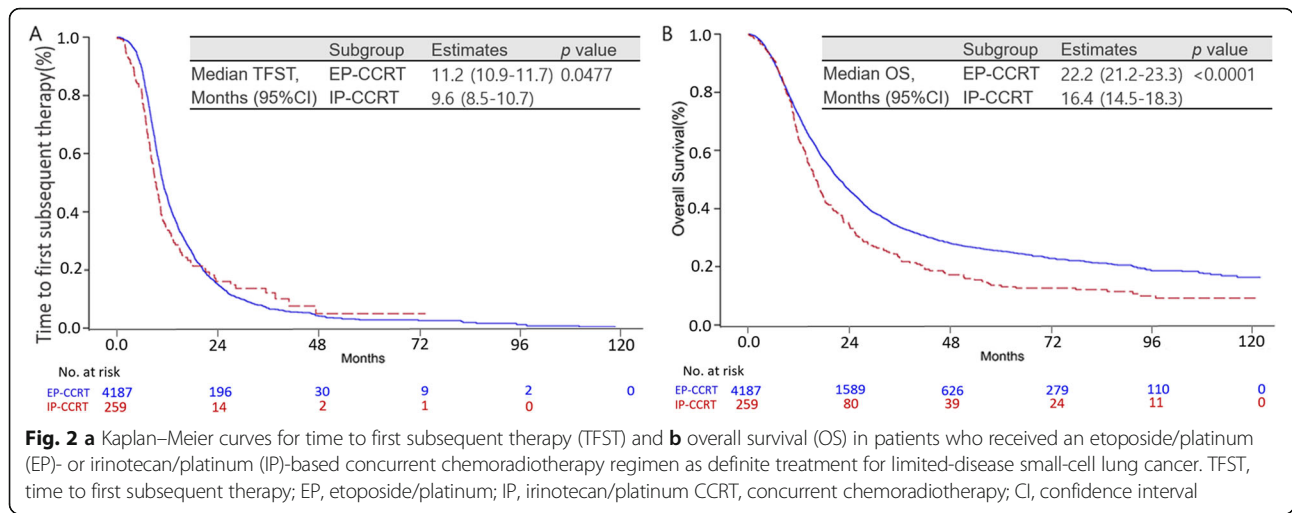 A
Time to first subsequent therapy(%)
1.0
0.8
0.6
0.4
0.2
0.0
Subgroup Estimates p value
Median TFST, EP-CCRT 11.2 (10.9-11.7) 0.0477
Months (95%CI) IP-CCRT 9.6 (8.5-10.7)
0.0 24 48 72 96 120
Months
No. at risk
EP-CCRT 4187 196 30 9 2 0
IP-CCRT 259 14 2 1 0
B
Overall Survival(%)
1.0
0.8
0.6
0.4
0.2
0.0
Subgroup Estimates p value
Median OS, EP-CCRT 22.2 (21.2-23.3) <0.0001
Months (95%CI) IP-CCRT 16.4 (14.5-18.3)
0.0 24 48 72 96 120
Months
No. at risk
EP-CCRT 4187 1589 626 279 110 0
IP-CCRT 259 80 39 24 11 0
Fig. 2 a Kaplan–Meier curves for time to first subsequent therapy (TFST) and b overall survival (OS) in patients who received an etoposide/platinum
(EP)- or irinotecan/platinum (IP)-based concurrent chemoradiotherapy regimen as definite treatment for limited-disease small-cell lung cancer. TFST,
time to first subsequent therapy; EP, etoposide/platinum; IP, irinotecan/platinum CCRT, concurrent chemoradiotherapy; CI, confidence interval